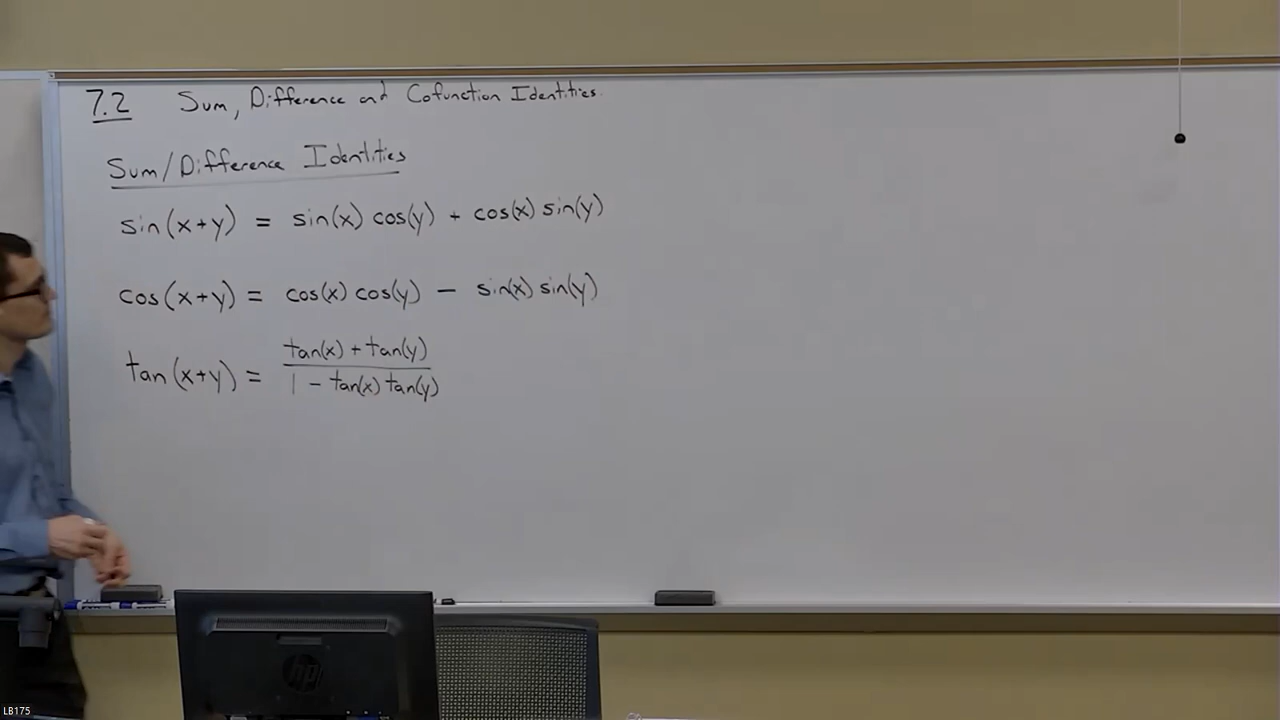 7.2 Sum, Difference and Cofunction Identities.
Sum/Difference Identities
sin(x+y) = sin(x) cos(y) + cos(x) sin(y)
cos(x+y) = cos(x) cos(y) - sin(x) sin(y)
tan(x+y) = tan(x) + tan(y)
1 - tan(x) tan(y)
hp
LB175